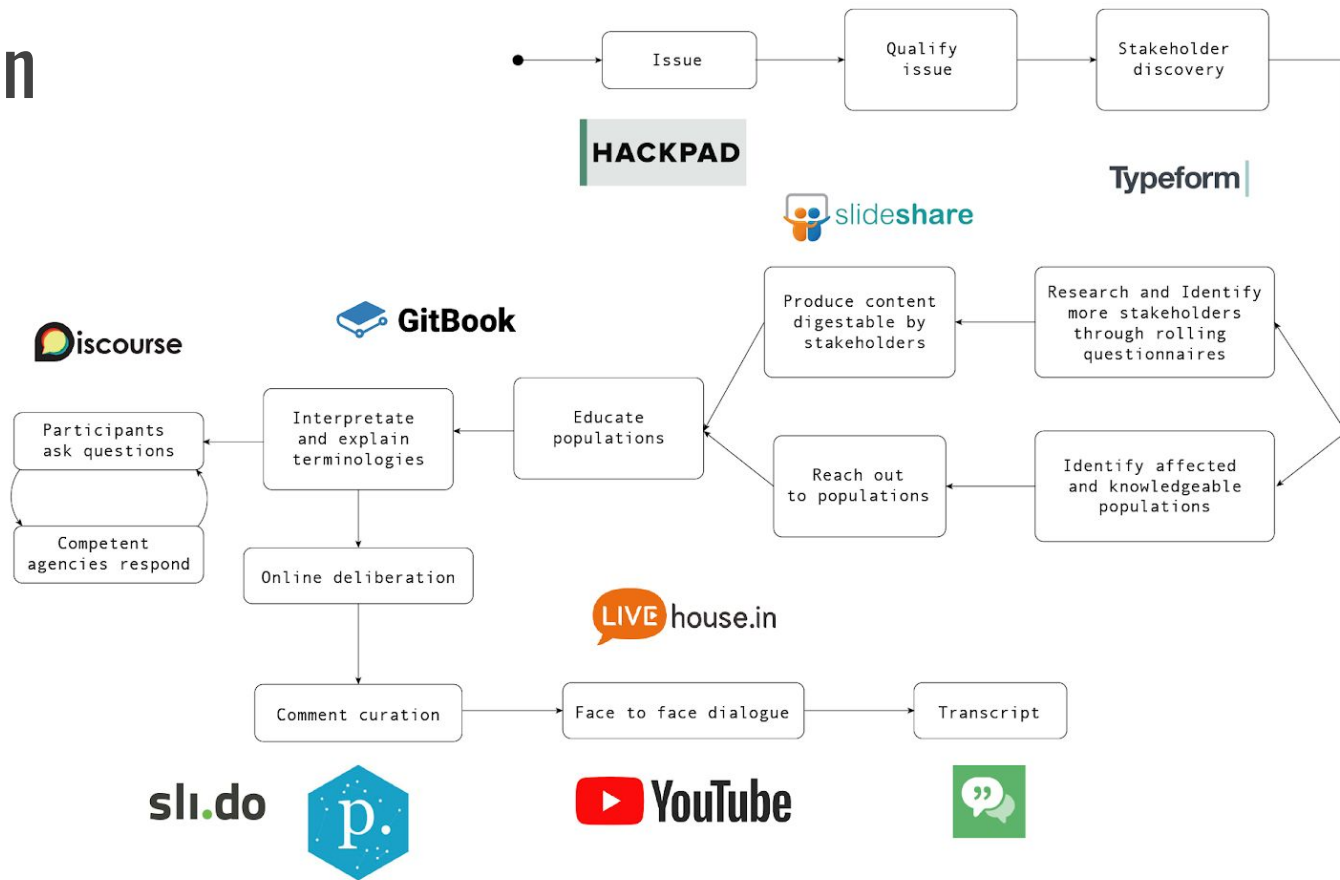 n
Issue
Qualify
issue
Stakeholder
discovery
HACKPAD
Typeform
slideshare
Produce content
digestable by
stakeholders
Research and Identify
more stakeholders
through rolling
questionnaires
GitBook
Discourse
Participants
ask questions
Interpretate
and explain
terminologies
Educate
populations
Reach out
to populations
Identify affected
and knowledgeable
populations
Competent
agencies respond
Online deliberation
LIVE house.in
Comment curation
Face to face dialogue
Transcript
sli.do
p.
YouTube